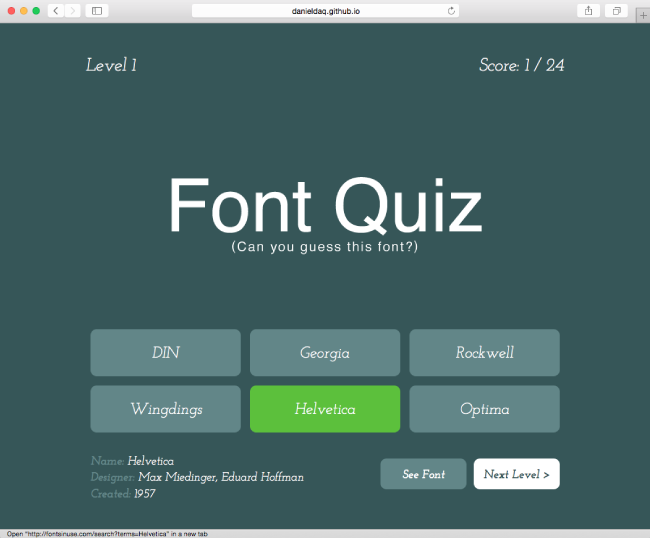 danieldaq.github.io
Level 1
Score: 1 / 24
Font Quiz
(Can you guess this font?)
DIN
Georgia
Rockwell
Wingdings
Helvetica
Optima
Name: Helvetica
Designer: Max Miedinger, Eduard Hoffman
Created: 1957
See Font
Next Level >
Open "http://fontsinuse.com/search?terms=Helvetica" in a new tab